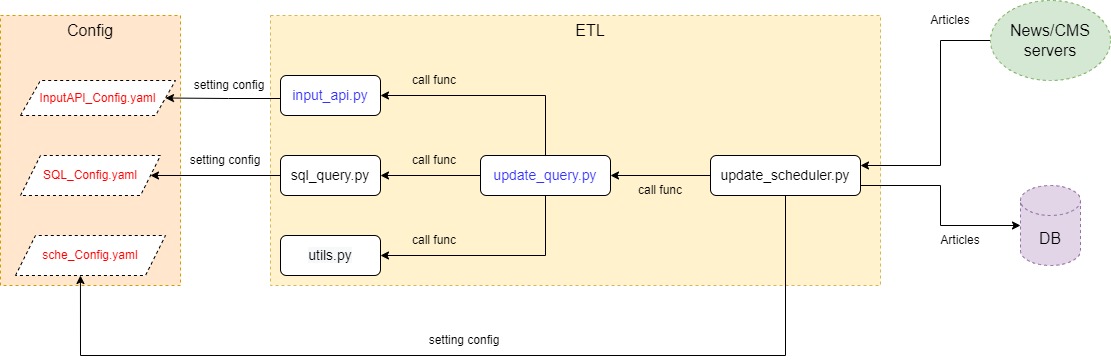 Config
ETL
Articles
News/CMS
servers
setting config
call func
InputAPI_Config.yaml
input_api.py
setting config
call func
SQL_Config.yaml
sql_query.py
update_query.py
call func
update_scheduler.py
call func
sche_Config.yaml
utils.py
Articles
DB
setting config